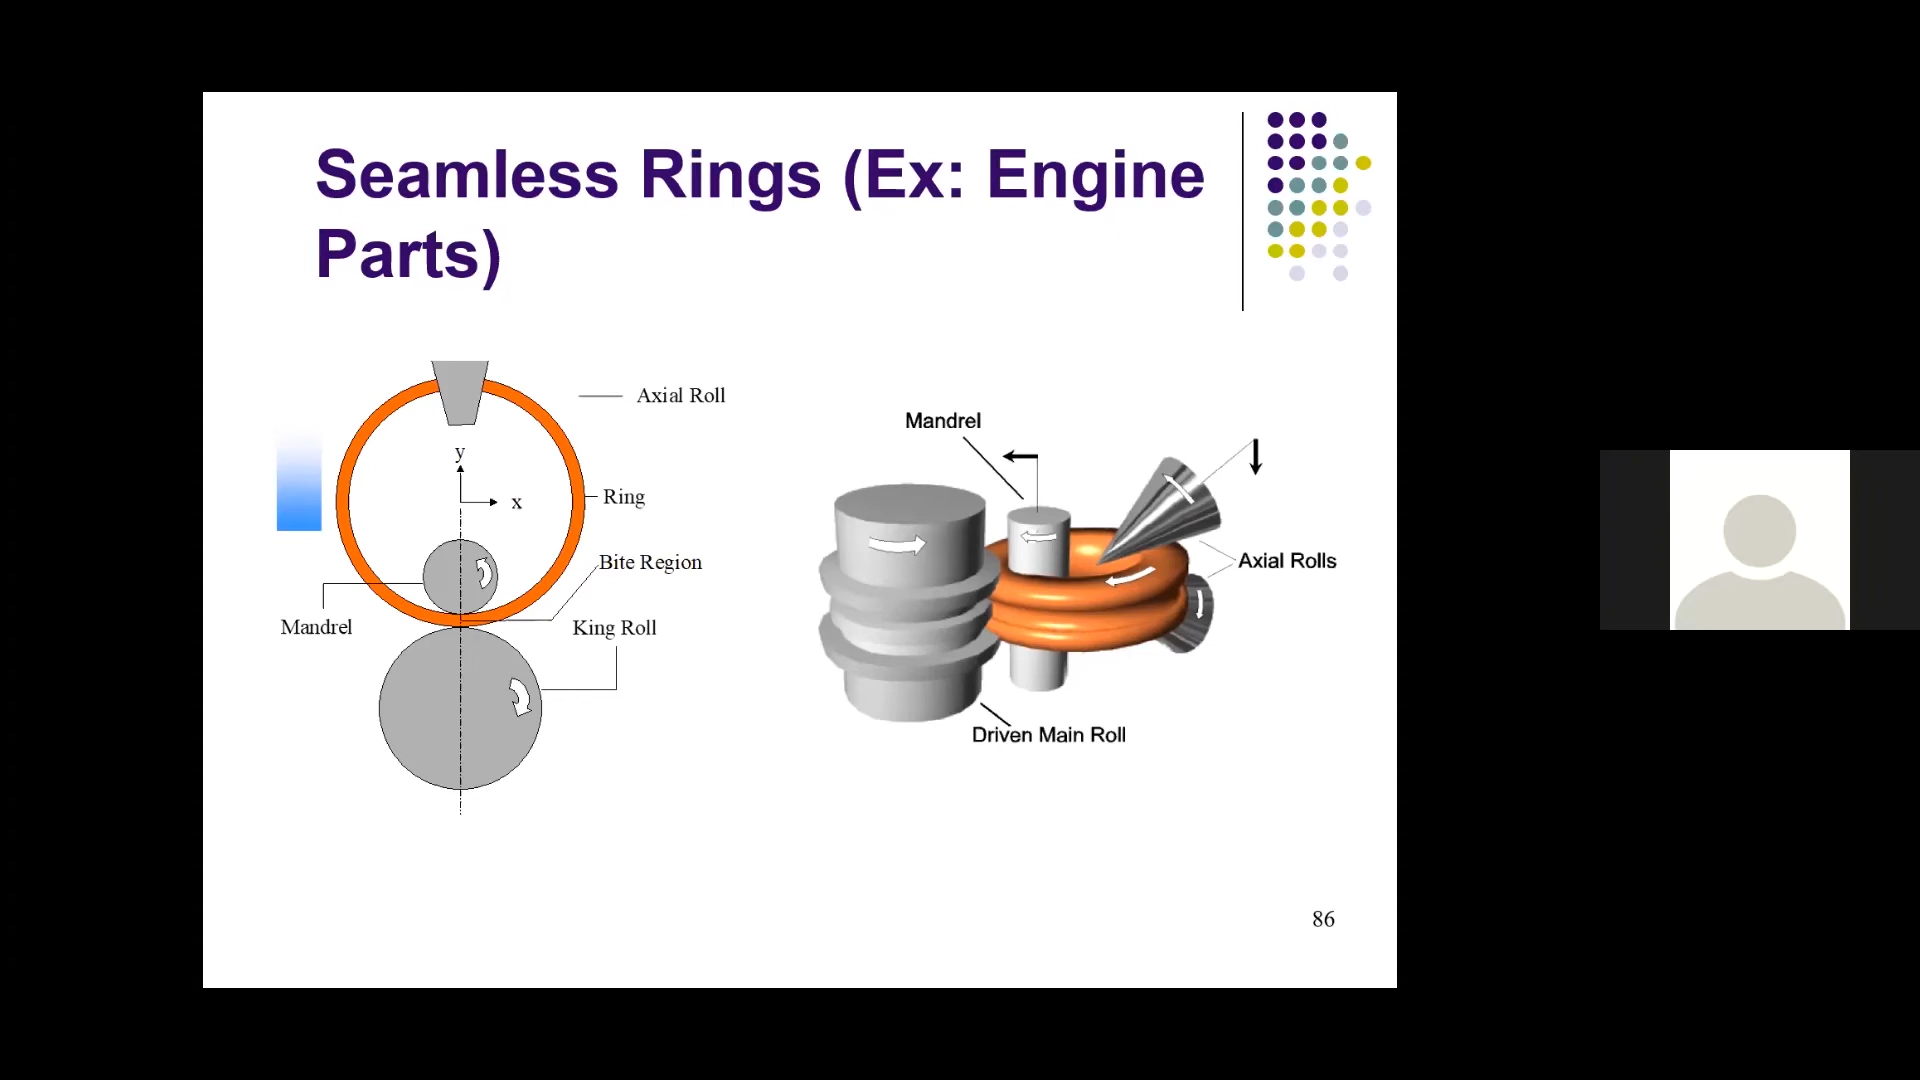 Seamless Rings (Ex: Engine
Parts)
Axial Roll
y
x
Ring
Bite Region
Mandrel
King Roll
Mandrel
Axial Rolls
Driven Main Roll
86